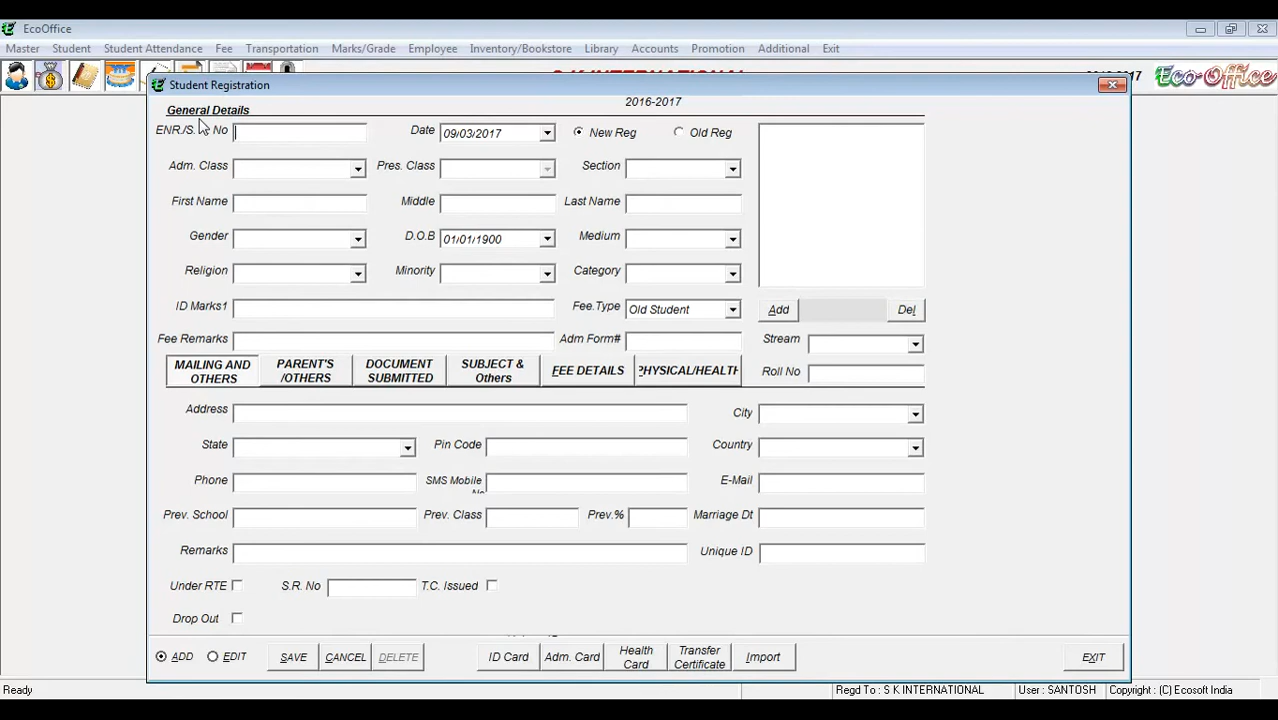 EcoOffice
Master Student Student Attendance Fee Transportation Marks/Grade Employee Inventory/Bookstore Library Accounts Promotion Additional Exit
Eco-Office
Student Registration
General Details
2016-2017
ENR./S. No Date 09/03/2017 New Reg Old Reg
Adm. Class Pres. Class Section
First Name Middle Last Name
Gender D.O.B 01/01/1900 Medium
Religion Minority Category
ID Marks1 Fee.Type Old Student Add Del
Fee Remarks Adm Form# Stream
MAILING AND OTHERS PARENT'S /OTHERS DOCUMENT SUBMITTED SUBJECT & Others FEE DETAILS PHYSICAL/HEALTH Roll No
Address City
State Pin Code Country
Phone SMS Mobile No E-Mail
Prev. School Prev. Class Prev.% Marriage Dt
Remarks Unique ID
Under RTE S.R. No T.C. Issued
Drop Out
ADD EDIT SAVE CANCEL DELETE ID Card Adm. Card Health Card Transfer Certificate Import EXIT
Ready Regd To : S K INTERNATIONAL User : SANTOSH Copyright : (C) Ecosoft India